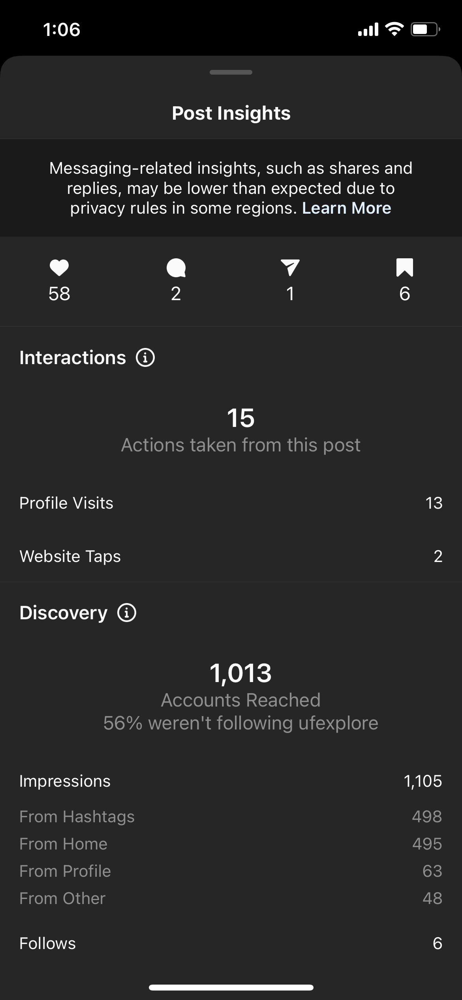 1:06
Post Insights
Messaging-related insights, such as shares and
replies, may be lower than expected due to
privacy rules in some regions. Learn More
58 2 1 6
Interactions
15
Actions taken from this post
Profile Visits 13
Website Taps 2
Discovery
1,013
Accounts Reached
56% weren't following ufexplore
Impressions 1,105
From Hashtags 498
From Home 495
From Profile 63
From Other 48
Follows 6